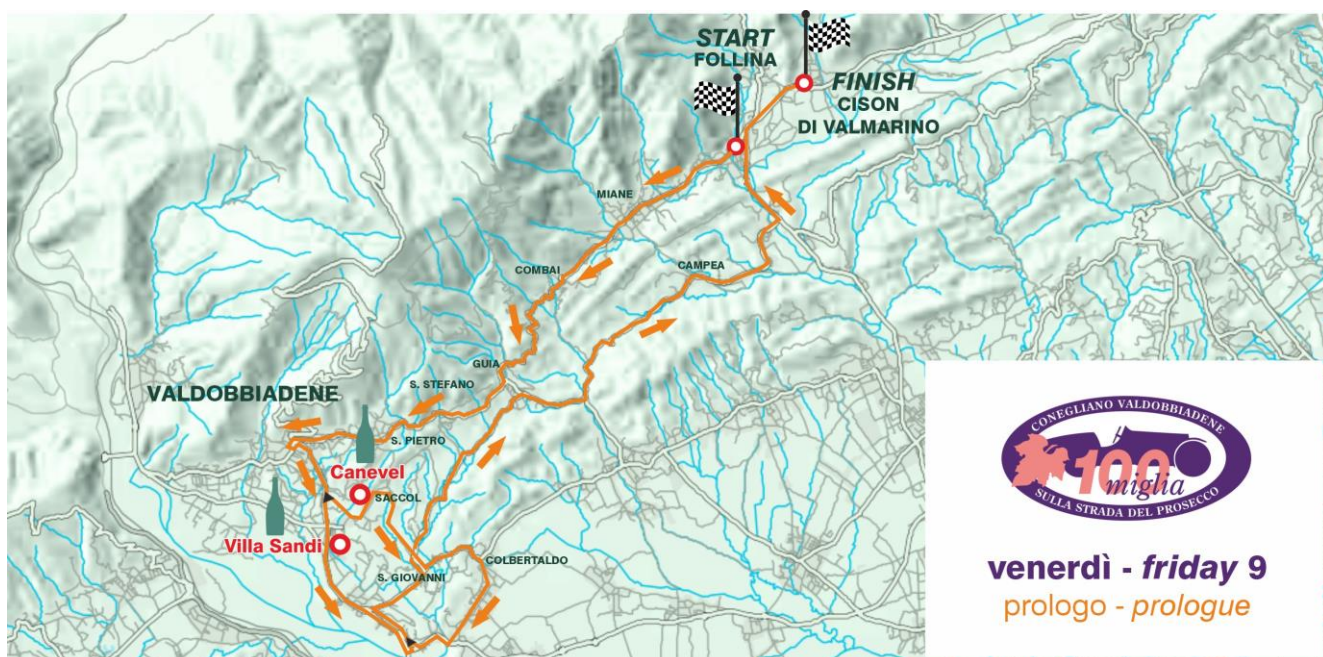 START
FOLLINA
FINISH
CISON
DI VALMARINO
MIANE
COMBAI
CAMPEA
GUIA
S. STEFANO
VALDOBBIADENE
S. PIETRO
Canevel
SACCOL
Villa Sandi
S. GIOVANNI
COLBERTALDO
CONEGLIANO VALDOBBIADENE
100
miglia
SULLA STRADA DEL PROSECCO
venerdì - friday 9
prologo - prologue